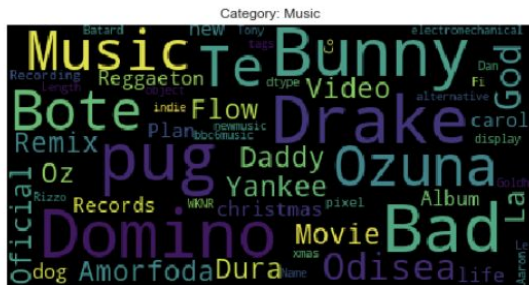 Category: Music
Batard new Tony electromechanical
Music Te Bunny God
Recording tags Dan
Reggaeton dtype Fi
Length object Video alternative
Bote indie Flow Drake carol
Remix Plan newmusic display
bbc6music
Oz pug Daddy Ozuna
Yankee Album La
Rizzo Records WKNR christmas pixel
Oficial Domino Movie Bad
xmas
dog Amorfoda Dura Name Odisea life Aaron